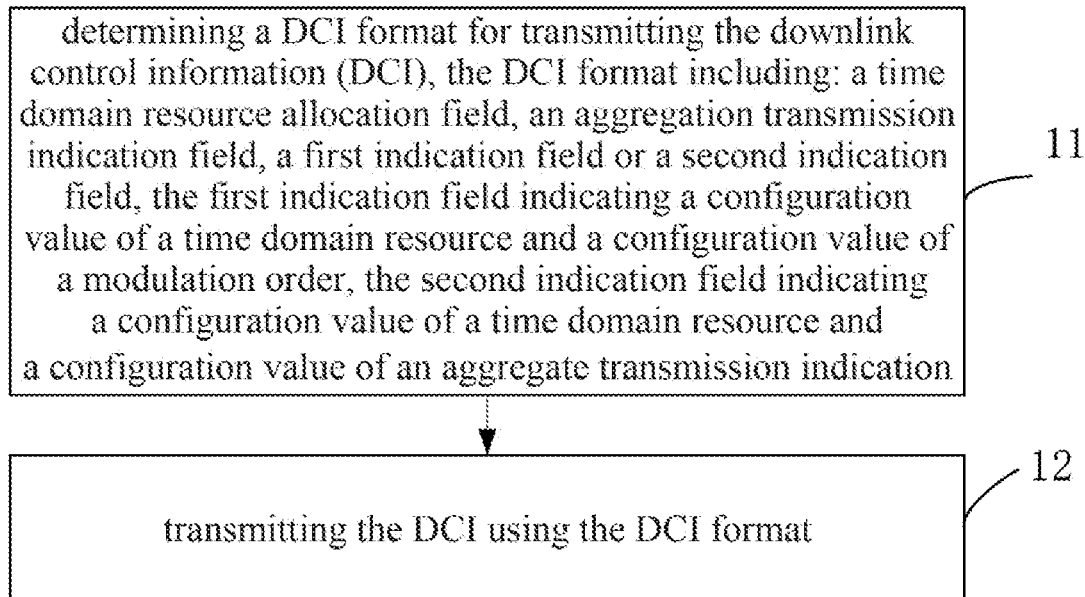 determining a DCI format for transmitting the downlink
control information (DCI), the DCI format including: a time
domain resource allocation field, an aggregation transmission
indication field, a first indication field or a second indication
field, the first indication field indicating a configuration
value of a time domain resource and a configuration value of
a modulation order, the second indication field indicating
a configuration value of a time domain resource and
a configuration value of an aggregate transmission indication
11
transmitting the DCI using the DCI format
12